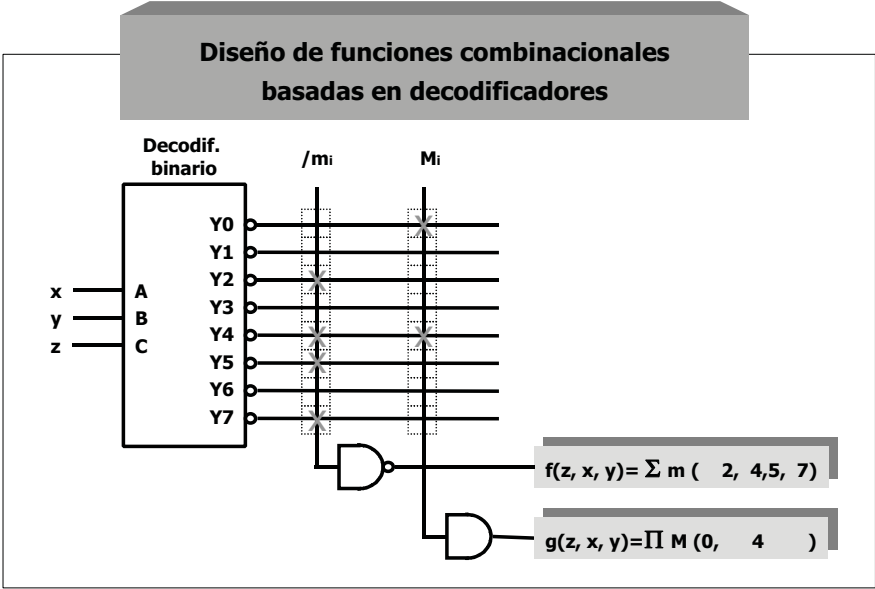 Diseño de funciones combinacionales
basadas en decodificadores
Decodif.
binario
/mi
Mi
Y0
Y1
Y2
x A
Y3
y B
Y4
z C
Y5
Y6
Y7
f(z, x, y)= Σ m ( 2, 4,5, 7)
g(z, x, y)=Π M (0, 4 )